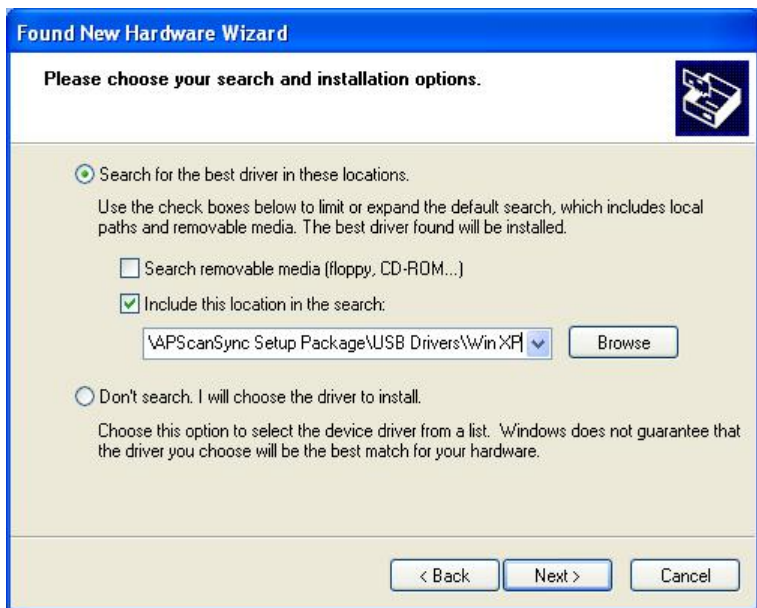 Found New Hardware Wizard
Please choose your search and installation options.
Search for the best driver in these locations.
Use the check boxes below to limit or expand the default search, which includes local
paths and removable media. The best driver found will be installed.
Search removable media (floppy, CD-ROM...)
Include this location in the search:
\APScanSync Setup Package\USB Drivers\Win XP
Browse
Don't search. I will choose the driver to install.
Choose this option to select the device driver from a list. Windows does not guarantee that
the driver you choose will be the best match for your hardware.
< Back
Next >
Cancel